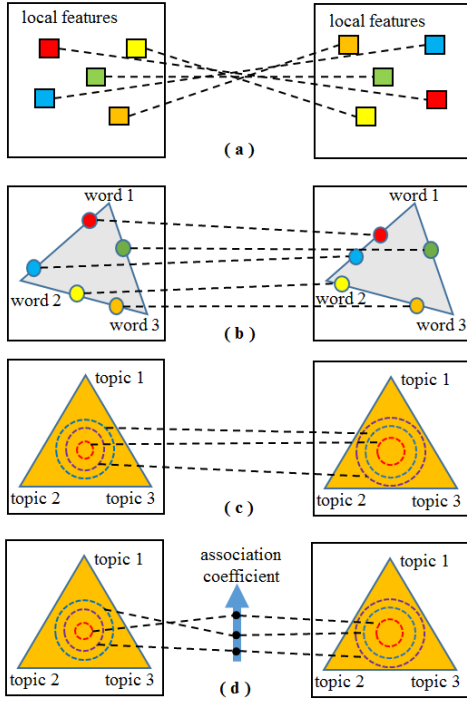 local features
local features
( a )
word 1
word 1
word 2
word 2
word 3
word 3
( b )
topic 1
topic 1
topic 2
topic 3
topic 2
topic 3
( c )
association
coefficient
topic 1
topic 1
topic 2
topic 3
topic 2
topic 3
( d )